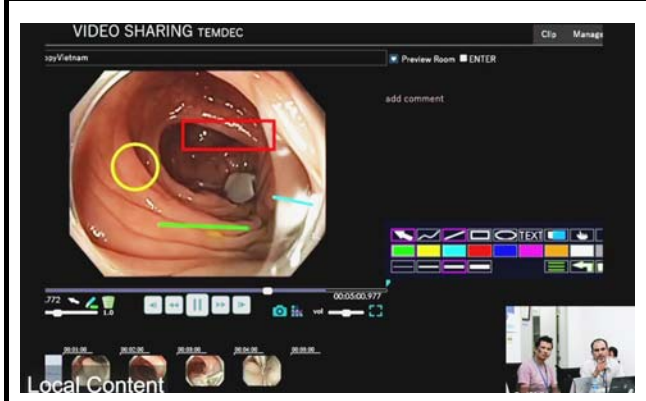 VIDEO SHARING TEMDEC
Clip Manage
opyVietnam
Preview Room ENTER
add comment
TEXT
,772
1.0
00:05:00,977
vol
00:01:00 00:02:00 00:03:00 00:04:00 00:05:00
Local Content